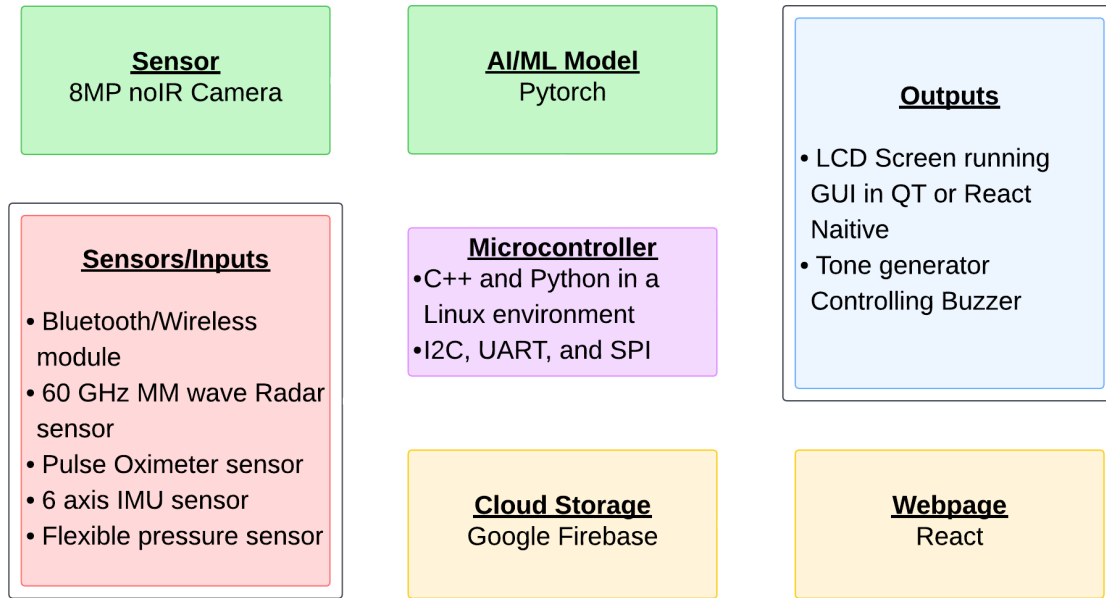 Sensor
8MP noIR Camera
AI/ML Model
Pytorch
Outputs
• LCD Screen running
GUI in QT or React
Naitive
• Tone generator
Controlling Buzzer
Sensors/Inputs
• Bluetooth/Wireless
module
• 60 GHz MM wave Radar
sensor
• Pulse Oximeter sensor
• 6 axis IMU sensor
• Flexible pressure sensor
Microcontroller
•C++ and Python in a
Linux environment
•I2C, UART, and SPI
Cloud Storage
Google Firebase
Webpage
React